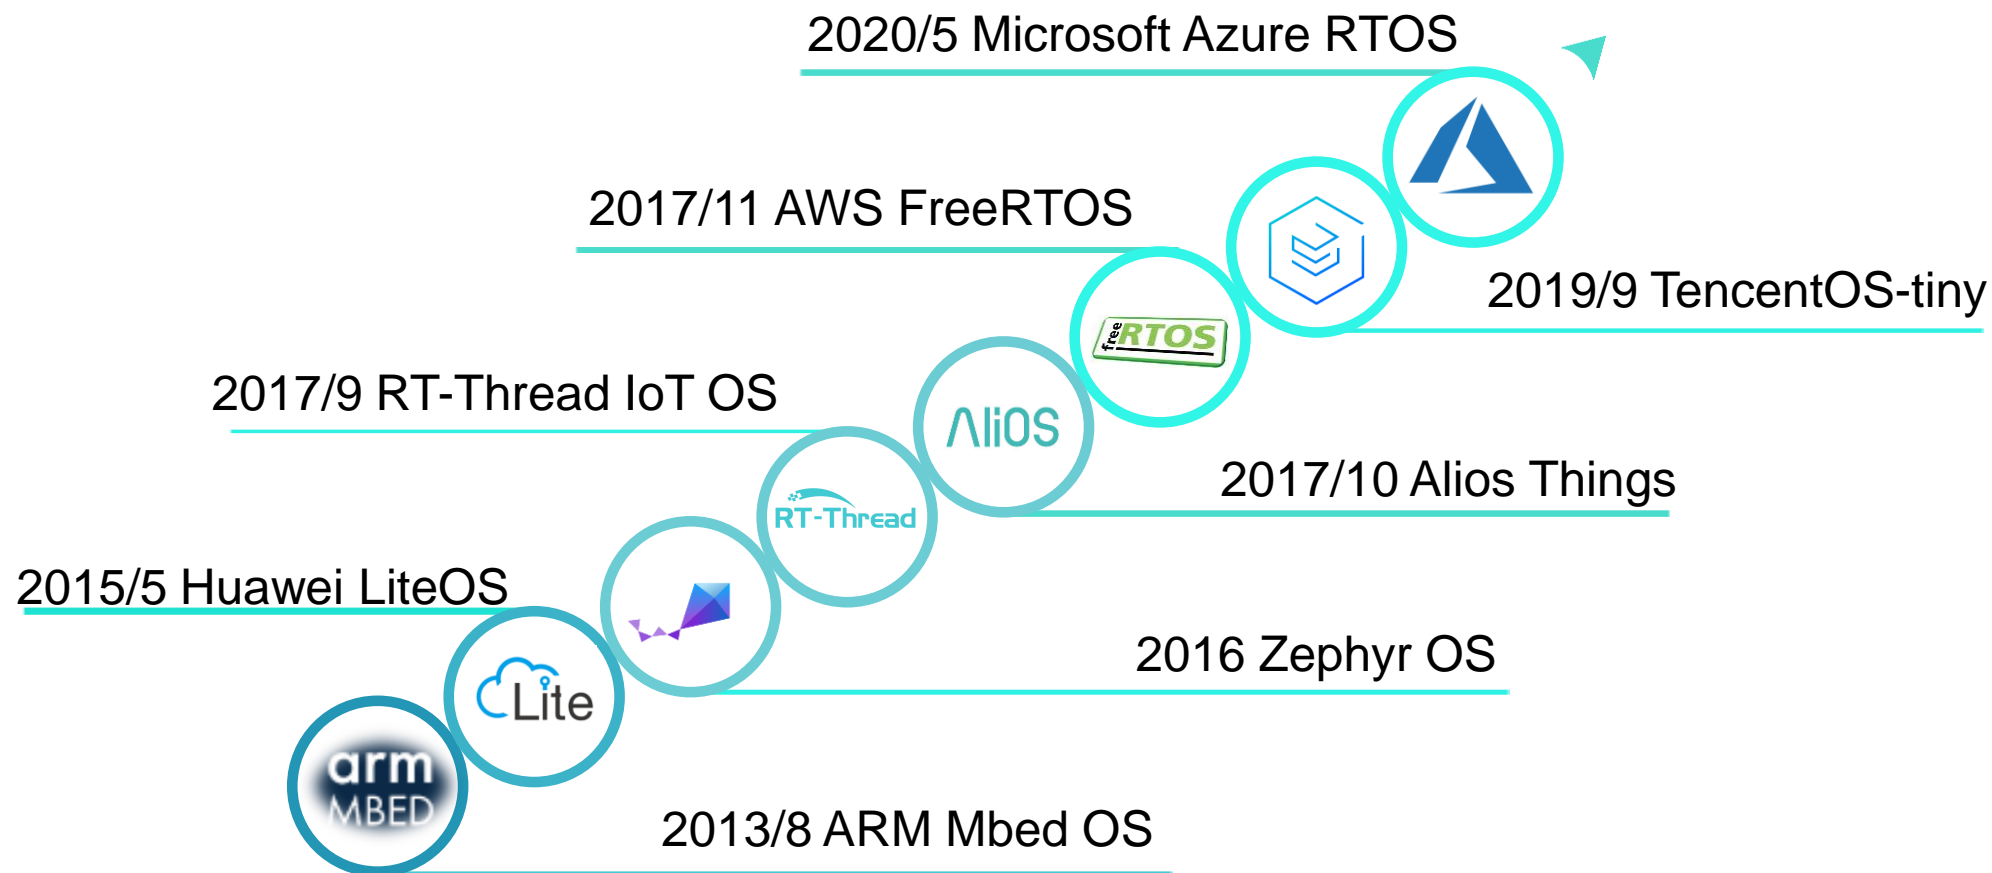 2020/5 Microsoft Azure RTOS
2017/11 AWS FreeRTOS
2019/9 TencentOS-tiny
free RTOS
2017/9 RT-Thread IoT OS
AliOS
2017/10 Alios Things
RT-Thread
2015/5 Huawei LiteOS
2016 Zephyr OS
Lite
arm
MBED
2013/8 ARM Mbed OS